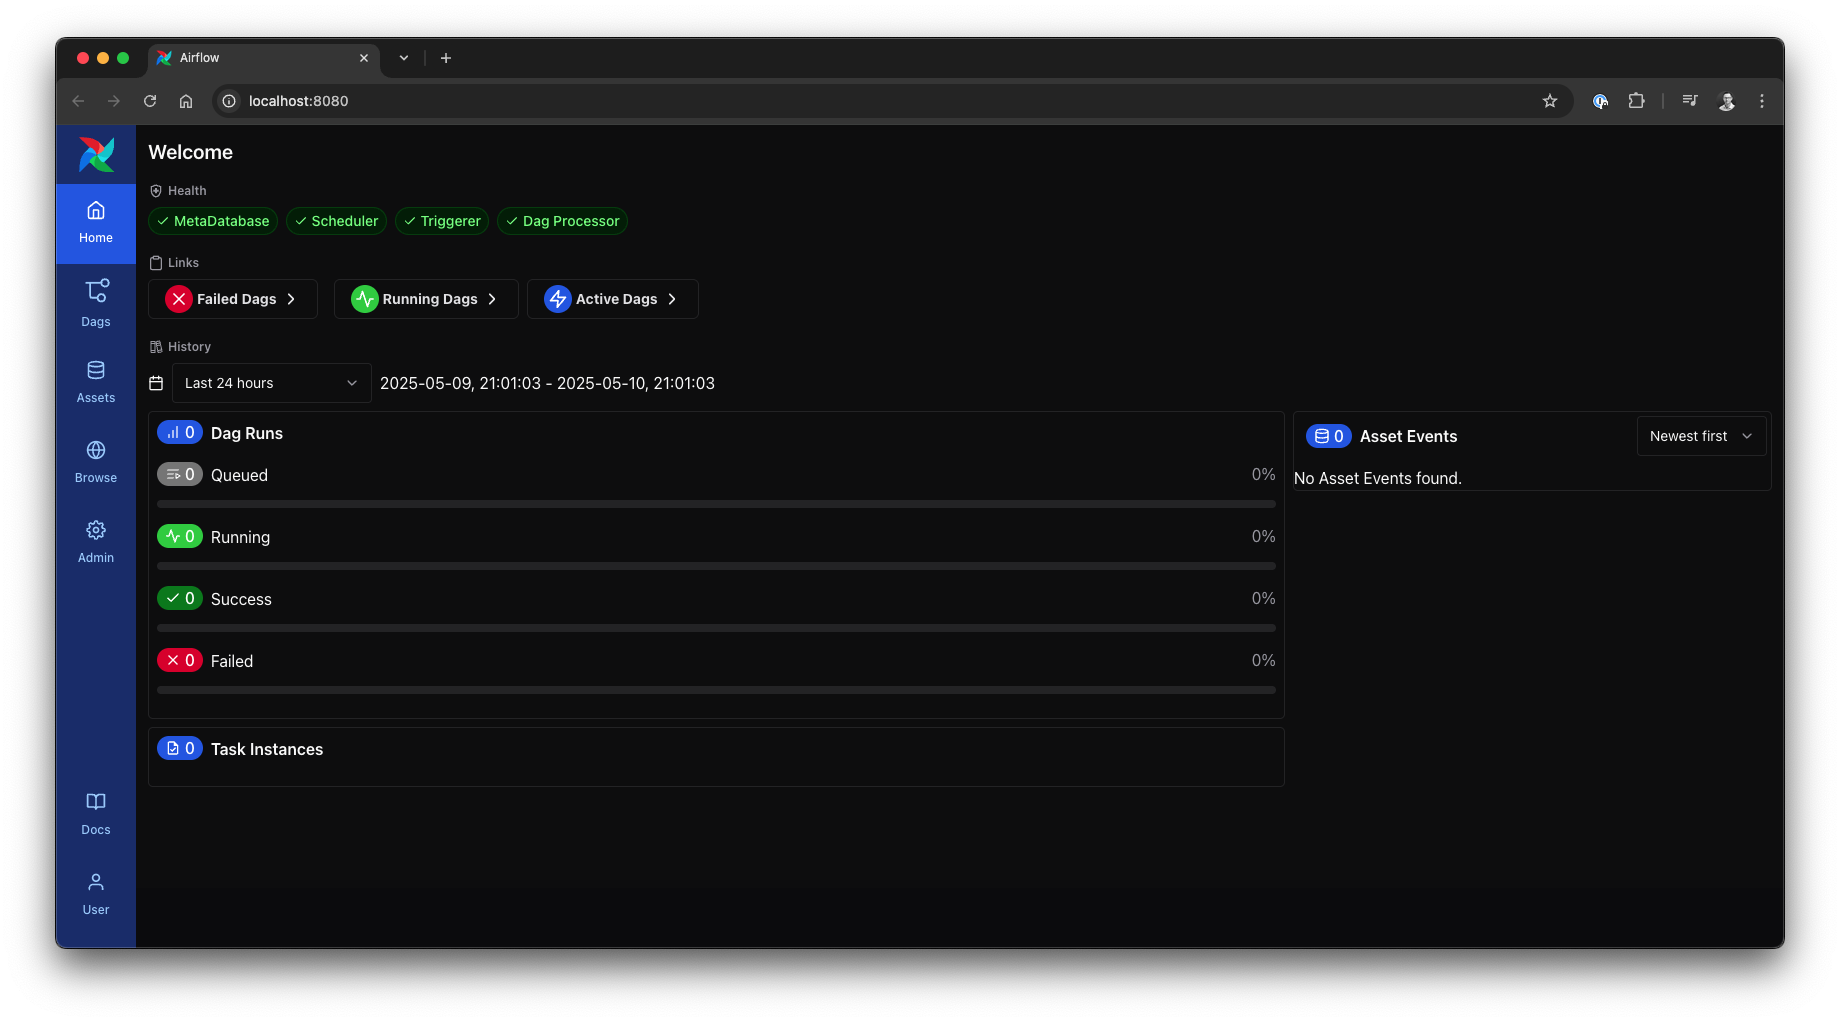 Airflow
localhost:8080
Welcome
Health
MetaDatabase
Scheduler
Triggerer
Dag Processor
Links
Failed Dags
Running Dags
Active Dags
History
Last 24 hours
2025-05-09, 21:01:03 - 2025-05-10, 21:01:03
0 Dag Runs
0 Queued 0%
0 Running 0%
0 Success 0%
0 Failed 0%
0 Task Instances
0 Asset Events
Newest first
No Asset Events found.
Home
Dags
Assets
Browse
Admin
Docs
User